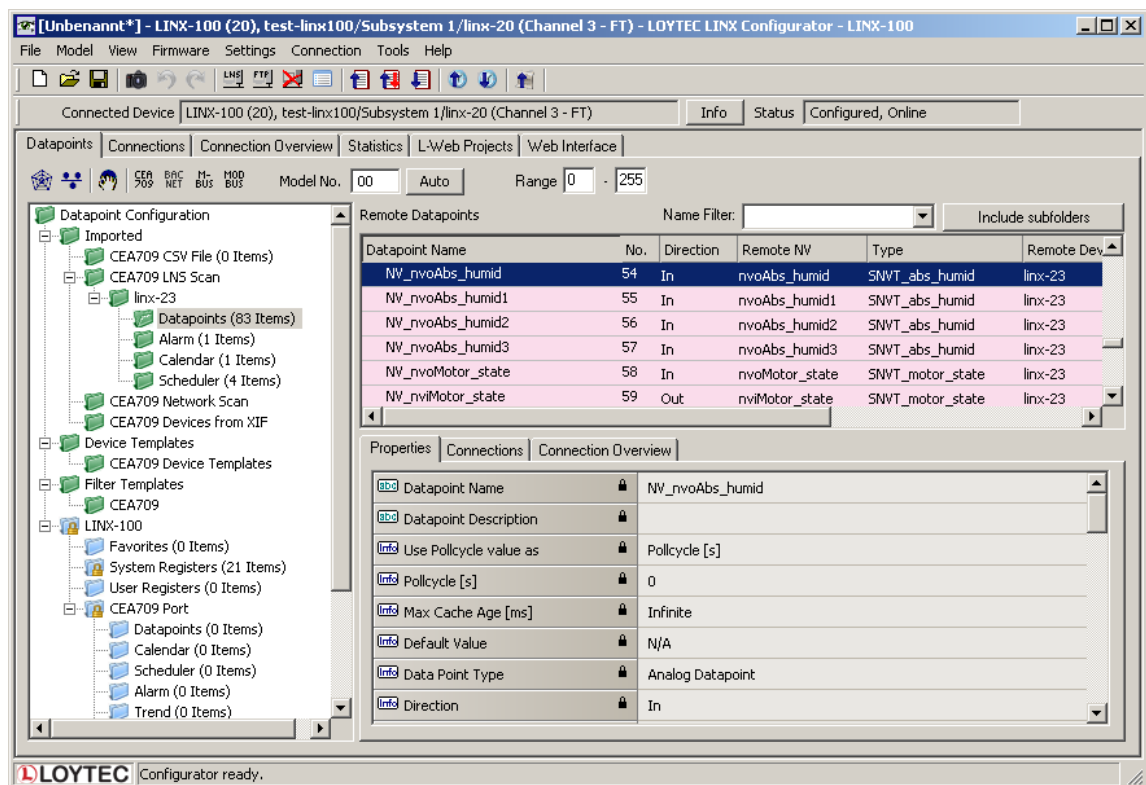 [Unbenannt*] - LINX-100 (20), test-linx100/Subsystem 1/linx-20 (Channel 3 - FT) - LOYTEC LINX Configurator - LINX-100
File Model View Firmware Settings Connection Tools Help
LNS FTP
Connected Device LINX-100 (20), test-linx100/Subsystem 1/linx-20 (Channel 3 - FT) Info Status Configured, Online
Datapoints Connections Connection Overview Statistics L-Web Projects Web Interface
CEA 709 BAC NET M- BUS MOD BUS Model No. 00 Auto Range 0 - 255
Datapoint Configuration
Imported
CEA709 CSV File (0 Items)
CEA709 LNS Scan
linx-23
Datapoints (83 Items)
Alarm (1 Items)
Calendar (1 Items)
Scheduler (4 Items)
CEA709 Network Scan
CEA709 Devices from XIF
Device Templates
CEA709 Device Templates
Filter Templates
CEA709
LINX-100
Favorites (0 Items)
System Registers (21 Items)
User Registers (0 Items)
CEA709 Port
Datapoints (0 Items)
Calendar (0 Items)
Scheduler (0 Items)
Alarm (0 Items)
Trend (0 Items)
Remote Datapoints Name Filter: Include subfolders
Datapoint Name No. Direction Remote NV Type Remote Dev
NV_nvoAbs_humid 54 In nvoAbs_humid SNVT_abs_humid linx-23
NV_nvoAbs_humid1 55 In nvoAbs_humid1 SNVT_abs_humid linx-23
NV_nvoAbs_humid2 56 In nvoAbs_humid2 SNVT_abs_humid linx-23
NV_nvoAbs_humid3 57 In nvoAbs_humid3 SNVT_abs_humid linx-23
NV_nvoMotor_state 58 In nvoMotor_state SNVT_motor_state linx-23
NV_nviMotor_state 59 Out nviMotor_state SNVT_motor_state linx-23
Properties Connections Connection Overview
abc Datapoint Name NV_nvoAbs_humid
abc Datapoint Description
Info Use Pollcycle value as Pollcycle [s]
Info Pollcycle [s] 0
Info Max Cache Age [ms] Infinite
Info Default Value N/A
Info Data Point Type Analog Datapoint
Info Direction In
LOYTEC Configurator ready.